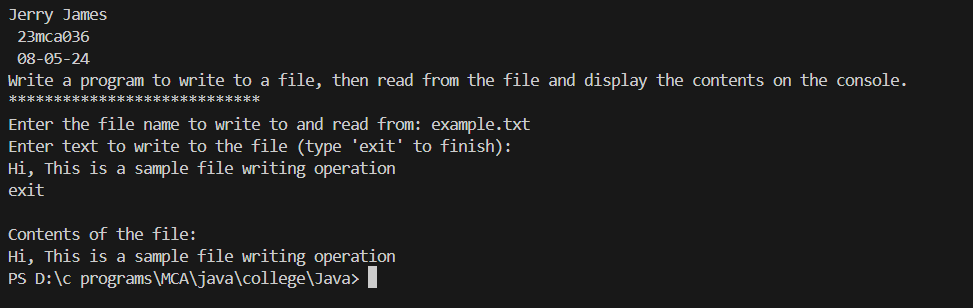 Jerry James
23mca036
08-05-24
Write a program to write to a file, then read from the file and display the contents on the console.
****************************
Enter the file name to write to and read from: example.txt
Enter text to write to the file (type 'exit' to finish):
Hi, This is a sample file writing operation
exit
Contents of the file:
Hi, This is a sample file writing operation
PS D:\c programs\MCA\java\college\Java>